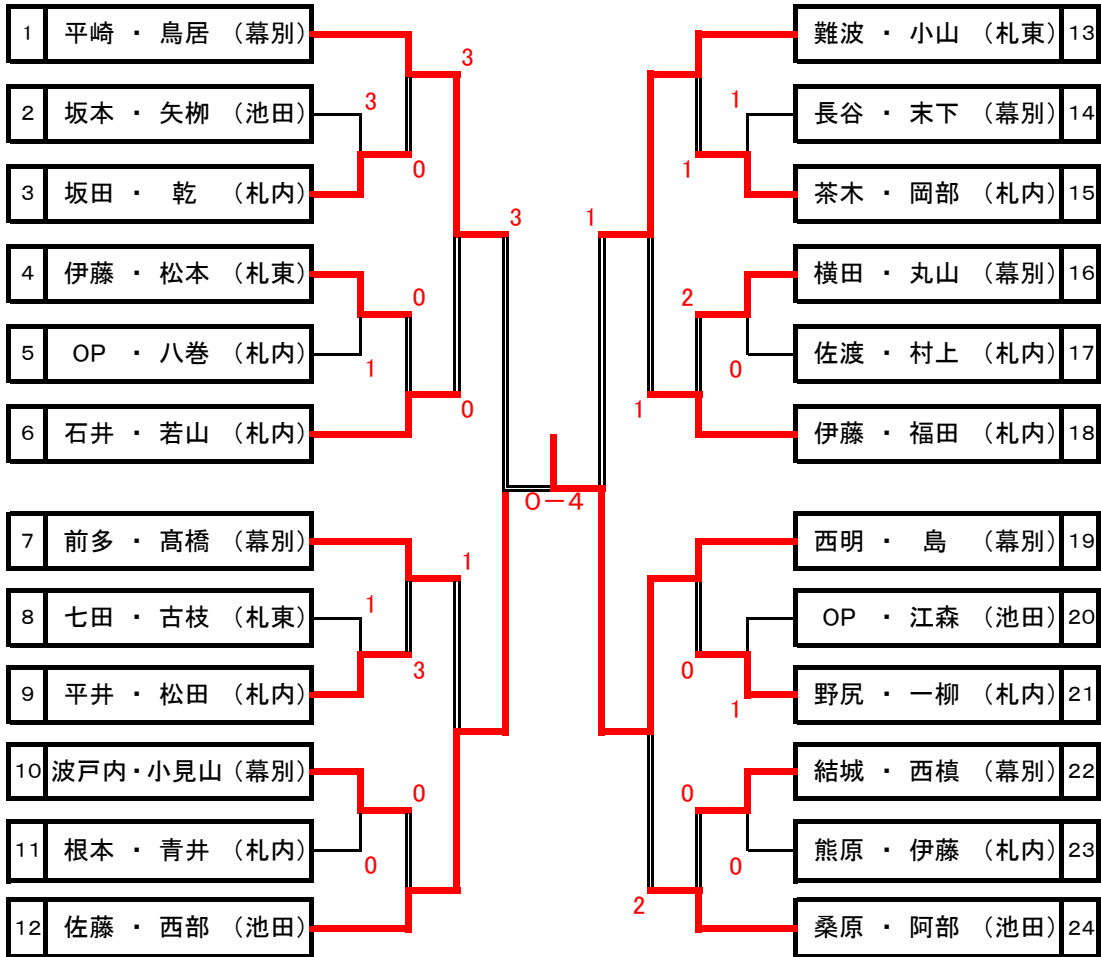 1 平崎 ・ 鳥居 （幕別）
3
2 坂本 ・ 矢栁 （池田）
3
0
3 坂田 ・ 乾 （札内）
3
4 伊藤 ・ 松本 （札東）
0
5 OP ・ 八巻 （札内）
1
0
6 石井 ・ 若山 （札内）
7 前多 ・ 髙橋 （幕別）
1
8 七田 ・ 古枝 （札東）
1
3
9 平井 ・ 松田 （札内）
10 波戸内・小見山 （幕別）
0
11 根本 ・ 青井 （札内）
0
12 佐藤 ・ 西部 （池田）
0－4
難波 ・ 小山 （札東） 13
1
長谷 ・ 末下 （幕別） 14
1
茶木 ・ 岡部 （札内） 15
1
横田 ・ 丸山 （幕別） 16
2
佐渡 ・ 村上 （札内） 17
0
1
伊藤 ・ 福田 （札内） 18
西明 ・ 島 （幕別） 19
OP ・ 江森 （池田） 20
0
野尻 ・ 一柳 （札内） 21
1
結城 ・ 西槙 （幕別） 22
0
熊原 ・ 伊藤 （札内） 23
0
2
桑原 ・ 阿部 （池田） 24